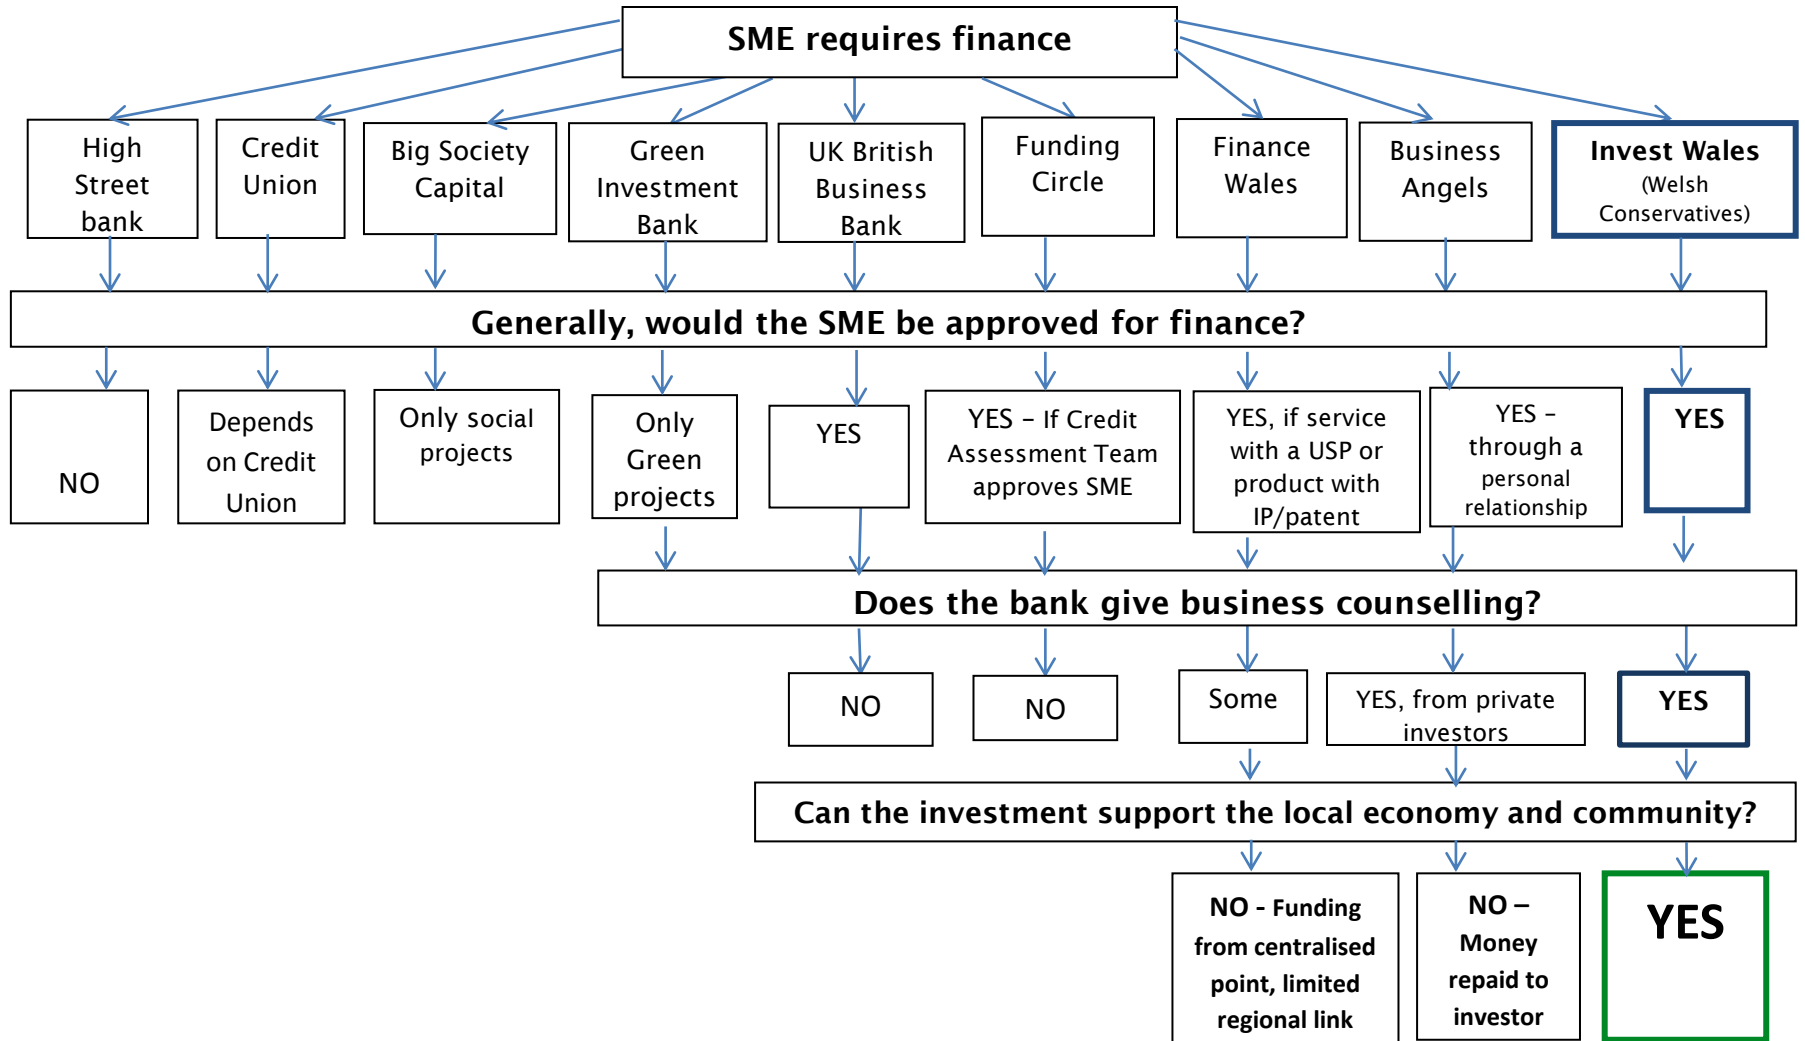 SME requires finance
High
Street
bank
Credit
Union
Big Society
Capital
Green
Investment
Bank
UK British
Business
Bank
Funding
Circle
Finance
Wales
Business
Angels
Invest Wales
(Welsh
Conservatives)
Generally, would the SME be approved for finance?
NO
Depends
on Credit
Union
Only social
projects
Only
Green
projects
YES
YES – If Credit
Assessment Team
approves SME
YES, if service
with a USP or
product with
IP/patent
YES –
through a
personal
relationship
YES
Does the bank give business counselling?
NO
NO
Some
YES, from private
investors
YES
Can the investment support the local economy and community?
NO - Funding
from centralised
point, limited
regional link
NO –
Money
repaid to
investor
YES